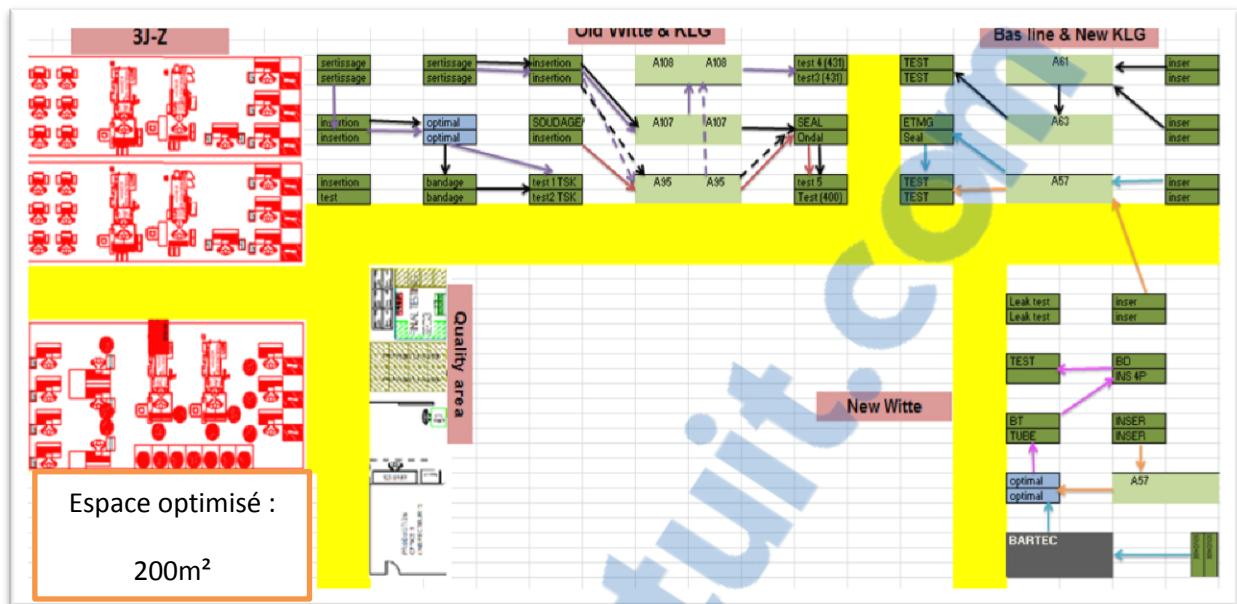 3J-Z
Old Witte & KLG
Bas line & New KLG
sertissage
sertissage
sertissage
sertissage
insertion
insertion
A108 A108
test 4 (431)
test3 (431)
TEST
TEST
A61
inser
inser
insertion
insertion
optimal
optimal
SOUDAGE/
insertion
A107 A107
SEAL
Ondal
ETMG
Seal
A63
inser
inser
insertion
test
bandage
bandage
test 1 TSK
test2 TSK
A95 A95
test 5
Test (400)
TEST
TEST
A57
inser
inser
Quality area
New Witte
Leak test
Leak test
inser
inser
TEST
BO
INS 4P
BT
TUBE
INSER
INSER
optimal
optimal
A57
BARTEC
Espace optimisé :
200m²
tuit.com